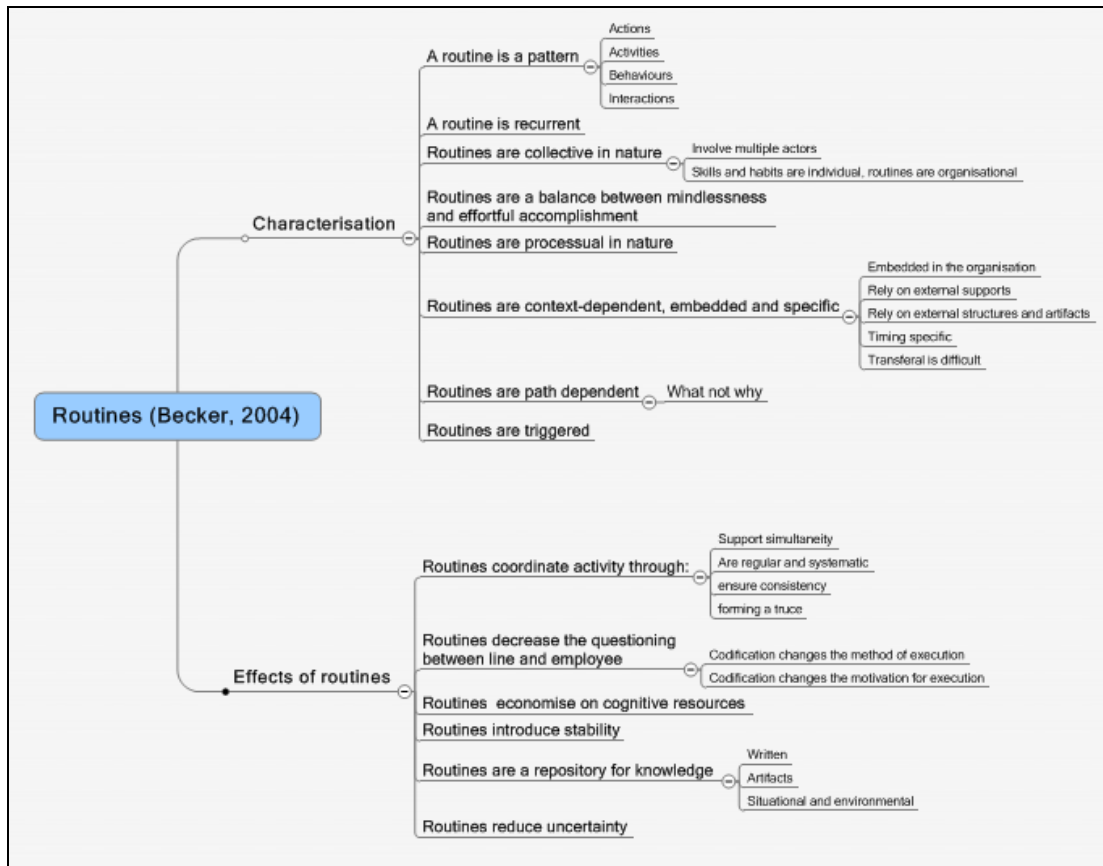 Routines (Becker, 2004)
Characterisation
A routine is a pattern
Actions
Activities
Behaviours
Interactions
A routine is recurrent
Routines are collective in nature
Involve multiple actors
Skills and habits are individual, routines are organisational
Routines are a balance between mindlessness
and effortful accomplishment
Routines are processual in nature
Routines are context-dependent, embedded and specific
Embedded in the organisation
Rely on external supports
Rely on external structures and artifacts
Timing specific
Transferal is difficult
Routines are path dependent
What not why
Routines are triggered
Effects of routines
Routines coordinate activity through:
Support simultaneity
Are regular and systematic
ensure consistency
forming a truce
Routines decrease the questioning
between line and employee
Codification changes the method of execution
Codification changes the motivation for execution
Routines economise on cognitive resources
Routines introduce stability
Routines are a repository for knowledge
Written
Artifacts
Situational and environmental
Routines reduce uncertainty